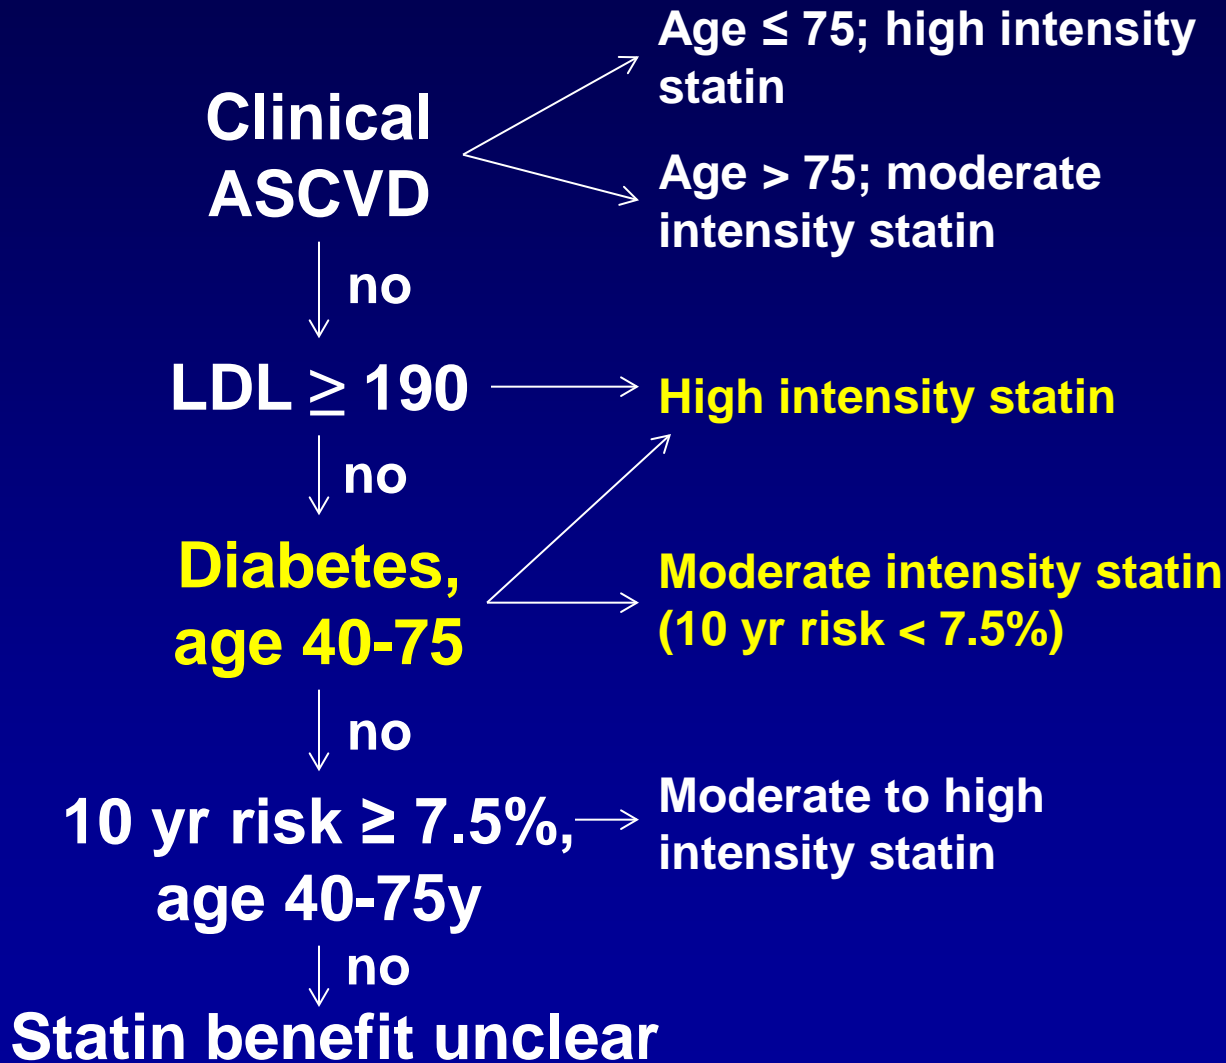 Clinical
ASCVD
Age ≤ 75; high intensity
statin
Age > 75; moderate
intensity statin
no
LDL ≥ 190
High intensity statin
no
Diabetes,
age 40-75
Moderate intensity statin
(10 yr risk < 7.5%)
no
10 yr risk ≥ 7.5%,
age 40-75y
Moderate to high
intensity statin
no
Statin benefit unclear